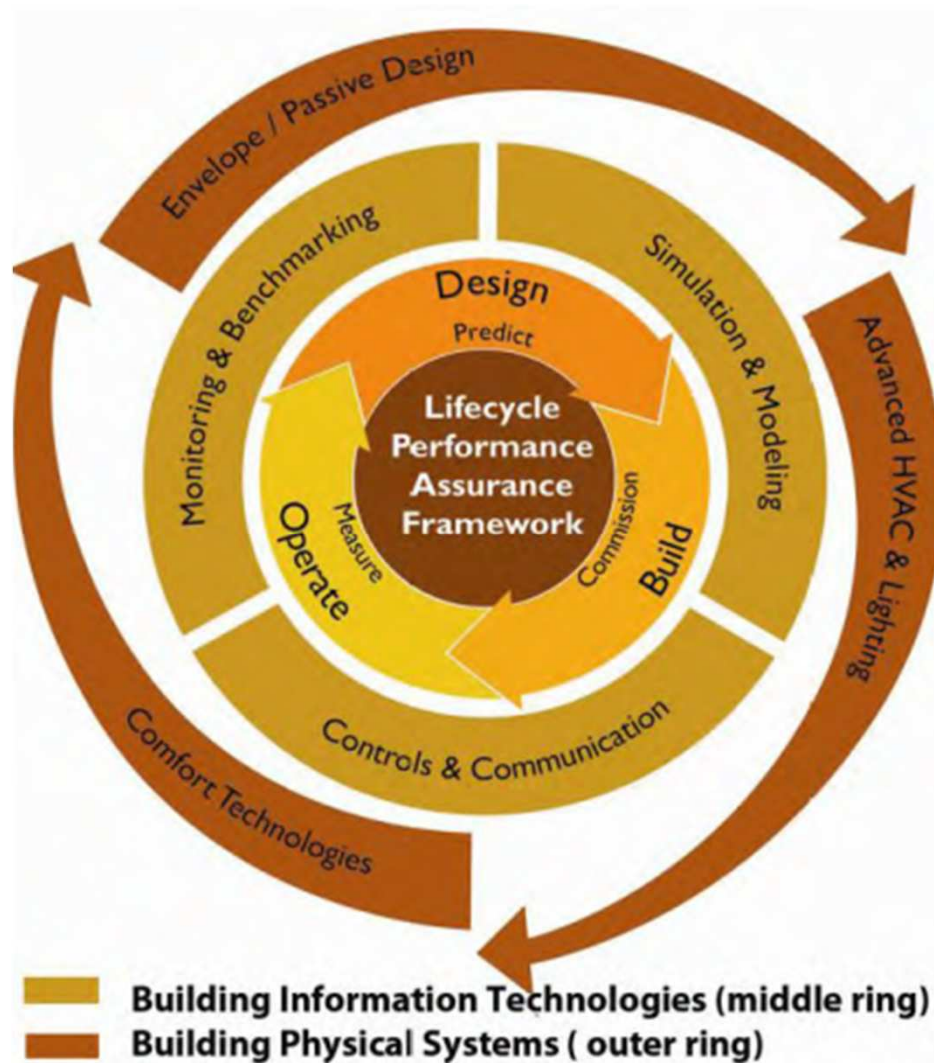 Envelope / Passive Design
Monitoring & Benchmarking
Simulation & Modeling
Design
Predict
Lifecycle
Performance
Assurance
Framework
Advanced HVAC & Lighting
Commission
Build
Measure
Operate
Controls & Communication
Comfort Technologies
Building Information Technologies (middle ring)
Building Physical Systems ( outer ring)